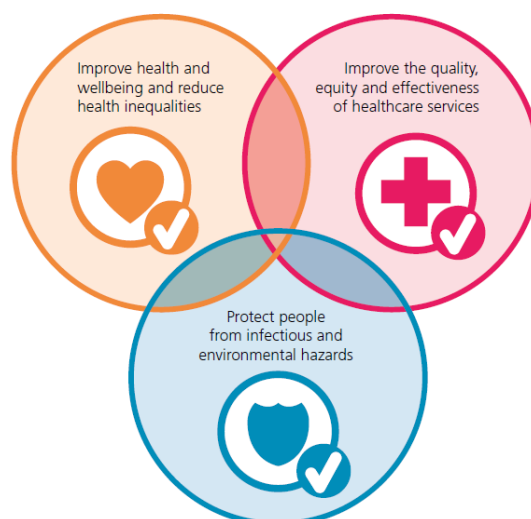 Improve health and
wellbeing and reduce
health inequalities
Improve the quality,
equity and effectiveness
of healthcare services
Protect people
from infectious and
environmental hazards